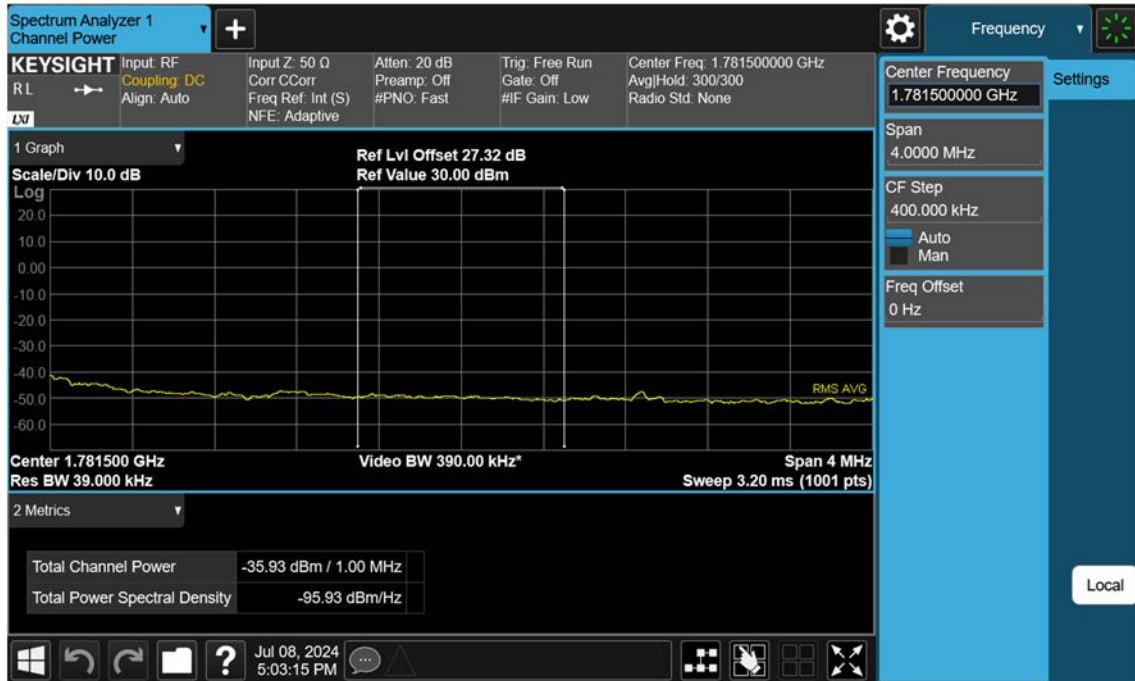 Spectrum Analyzer 1
Channel Power
+
Frequency
KEYSIGHT
RL
LXI
Input: RF
Coupling: DC
Align: Auto
Input Z: 50 Ω
Corr CCorr
Freq Ref: Int (S)
NFE: Adaptive
Atten: 20 dB
Preamp: Off
#PNO: Fast
Trig: Free Run
Gate: Off
#IF Gain: Low
Center Freq: 1.781500000 GHz
Avg|Hold: 300/300
Radio Std: None
Center Frequency
1.781500000 GHz
Settings
Span
4.0000 MHz
CF Step
400.000 kHz
Auto
Man
Freq Offset
0 Hz
1 Graph
Scale/Div 10.0 dB
Ref Lvl Offset 27.32 dB
Ref Value 30.00 dBm
Log
20.0
10.0
0.00
-10.0
-20.0
-30.0
-40.0
-50.0
-60.0
RMS AVG
Center 1.781500 GHz
Video BW 390.00 kHz*
Span 4 MHz
Res BW 39.000 kHz
Sweep 3.20 ms (1001 pts)
2 Metrics
Total Channel Power -35.93 dBm / 1.00 MHz
Total Power Spectral Density -95.93 dBm/Hz
Local
?
Jul 08, 2024
5:03:15 PM